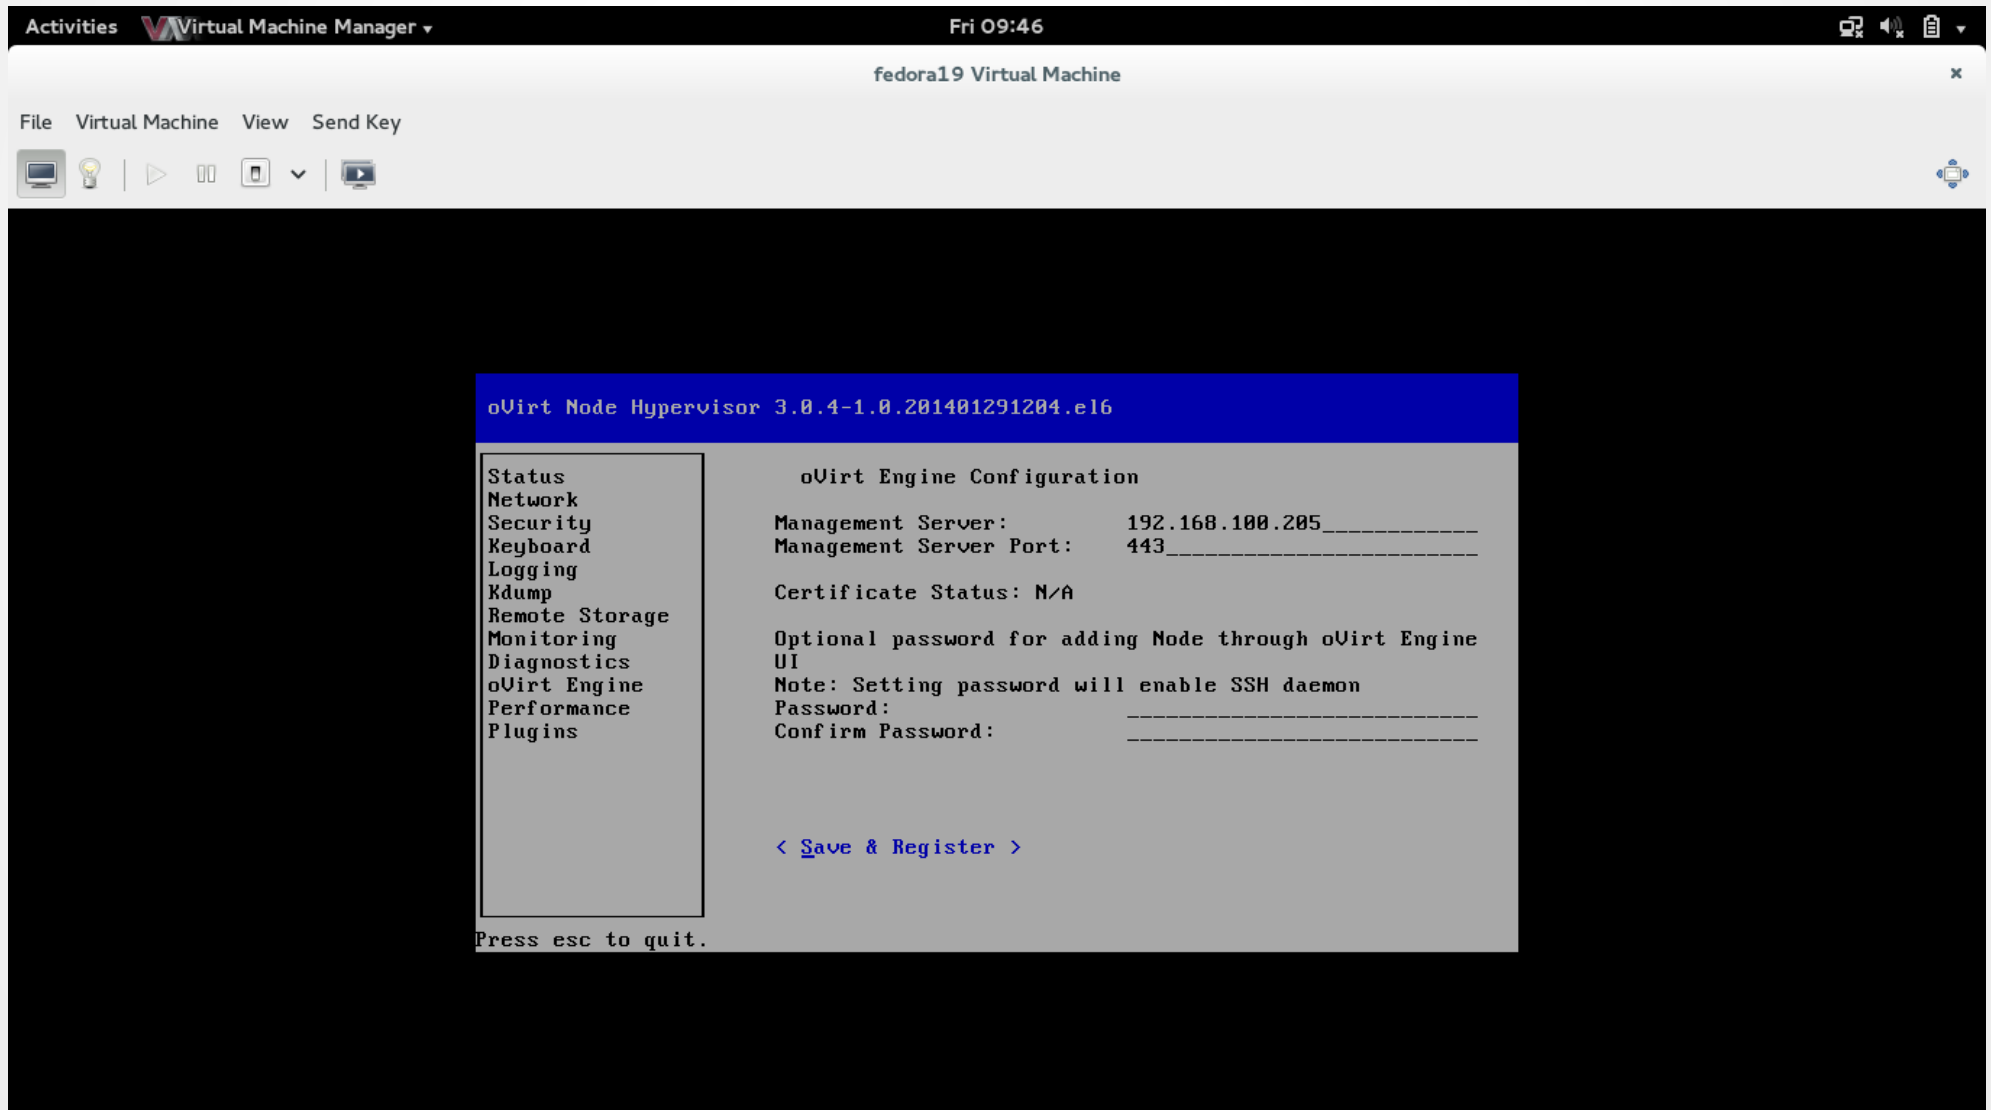 Activities Virtual Machine Manager Fri 09:46
fedora19 Virtual Machine
File Virtual Machine View Send Key
oVirt Node Hypervisor 3.0.4-1.0.201401291204.el6
Status
Network
Security
Keyboard
Logging
Kdump
Remote Storage
Monitoring
Diagnostics
oVirt Engine
Performance
Plugins
oVirt Engine Configuration
Management Server: 192.168.100.205____________
Management Server Port: 443________________________
Certificate Status: N/A
Optional password for adding Node through oVirt Engine
UI
Note: Setting password will enable SSH daemon
Password: ___________________________
Confirm Password: ___________________________
< Save & Register >
Press esc to quit.